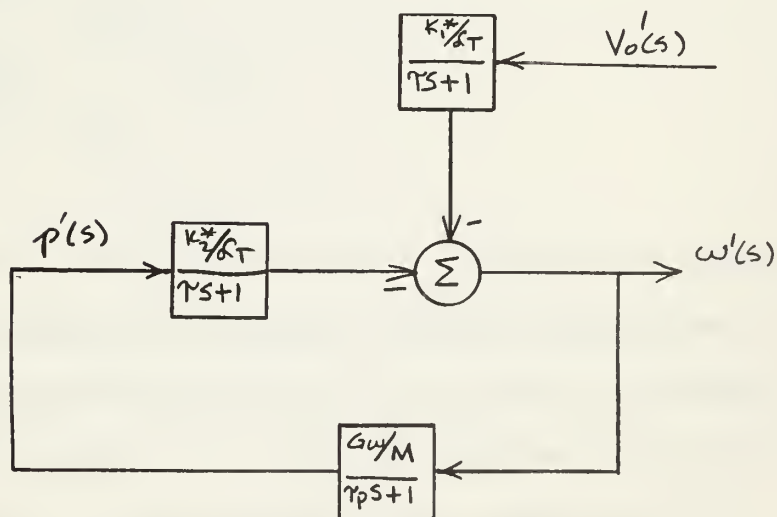 K₁*/𝓛T
τS+1
V₀'(s)
-
p'(s)
K₂*/𝓛T
τS+1
=
Σ
ω'(s)
Gω/M
τpS+1